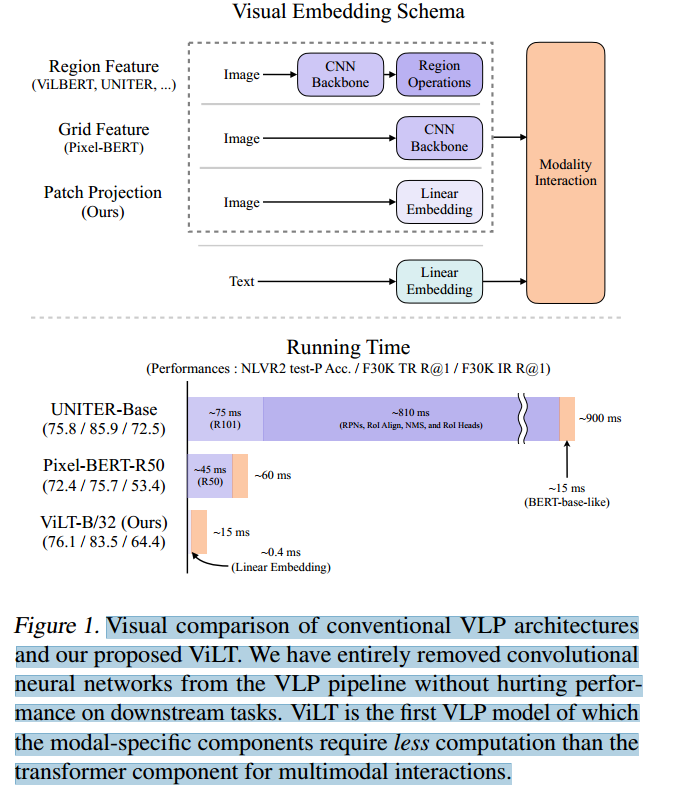 Visual Embedding Schema
Region Feature
(ViLBERT, UNITER, ...)
Image
CNN
Backbone
Region
Operations
Grid Feature
(Pixel-BERT)
Image
CNN
Backbone
Patch Projection
(Ours)
Image
Linear
Embedding
Modality
Interaction
Text
Linear
Embedding
Running Time
(Performances : NLVR2 test-P Acc. / F30K TR R@1 / F30K IR R@1)
UNITER-Base
(75.8 / 85.9 / 72.5)
~75 ms
(R101)
~810 ms
(RPNs, RoI Align, NMS, and RoI Heads)
~900 ms
~15 ms
(BERT-base-like)
Pixel-BERT-R50
(72.4 / 75.7 / 53.4)
~45 ms
(R50)
~60 ms
ViLT-B/32 (Ours)
(76.1 / 83.5 / 64.4)
~15 ms
~0.4 ms
(Linear Embedding)
Figure 1. Visual comparison of conventional VLP architectures
and our proposed ViLT. We have entirely removed convolutional
neural networks from the VLP pipeline without hurting perfor-
mance on downstream tasks. ViLT is the first VLP model of which
the modal-specific components require less computation than the
transformer component for multimodal interactions.